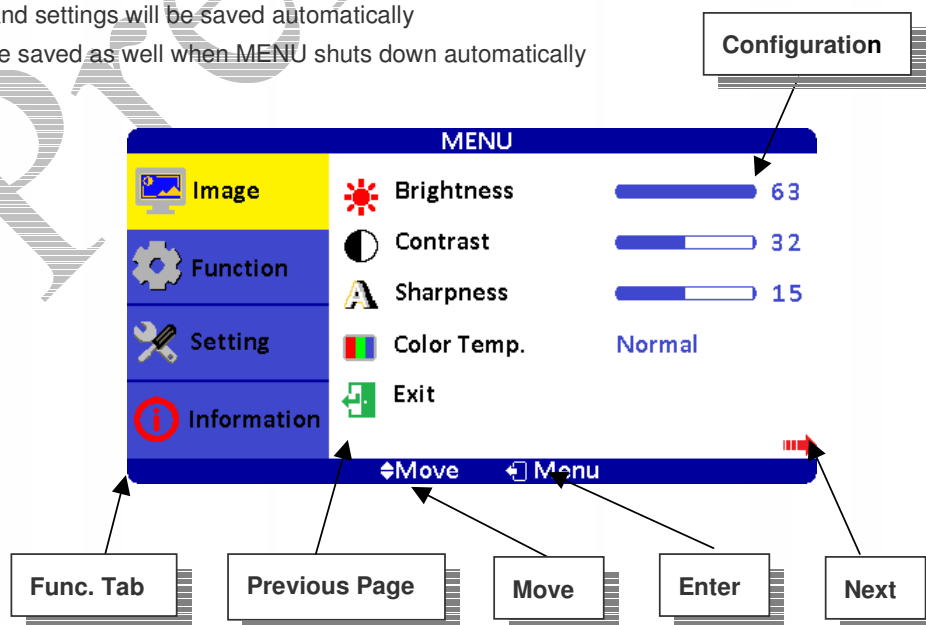 nd settings will be saved automatically
e saved as well when MENU shuts down automatically
Configuration
MENU
Image
Brightness 63
Contrast 32
Function
Sharpness 15
Setting
Color Temp. Normal
Exit
Information
Move Menu
Func. Tab
Previous Page
Move
Enter
Next